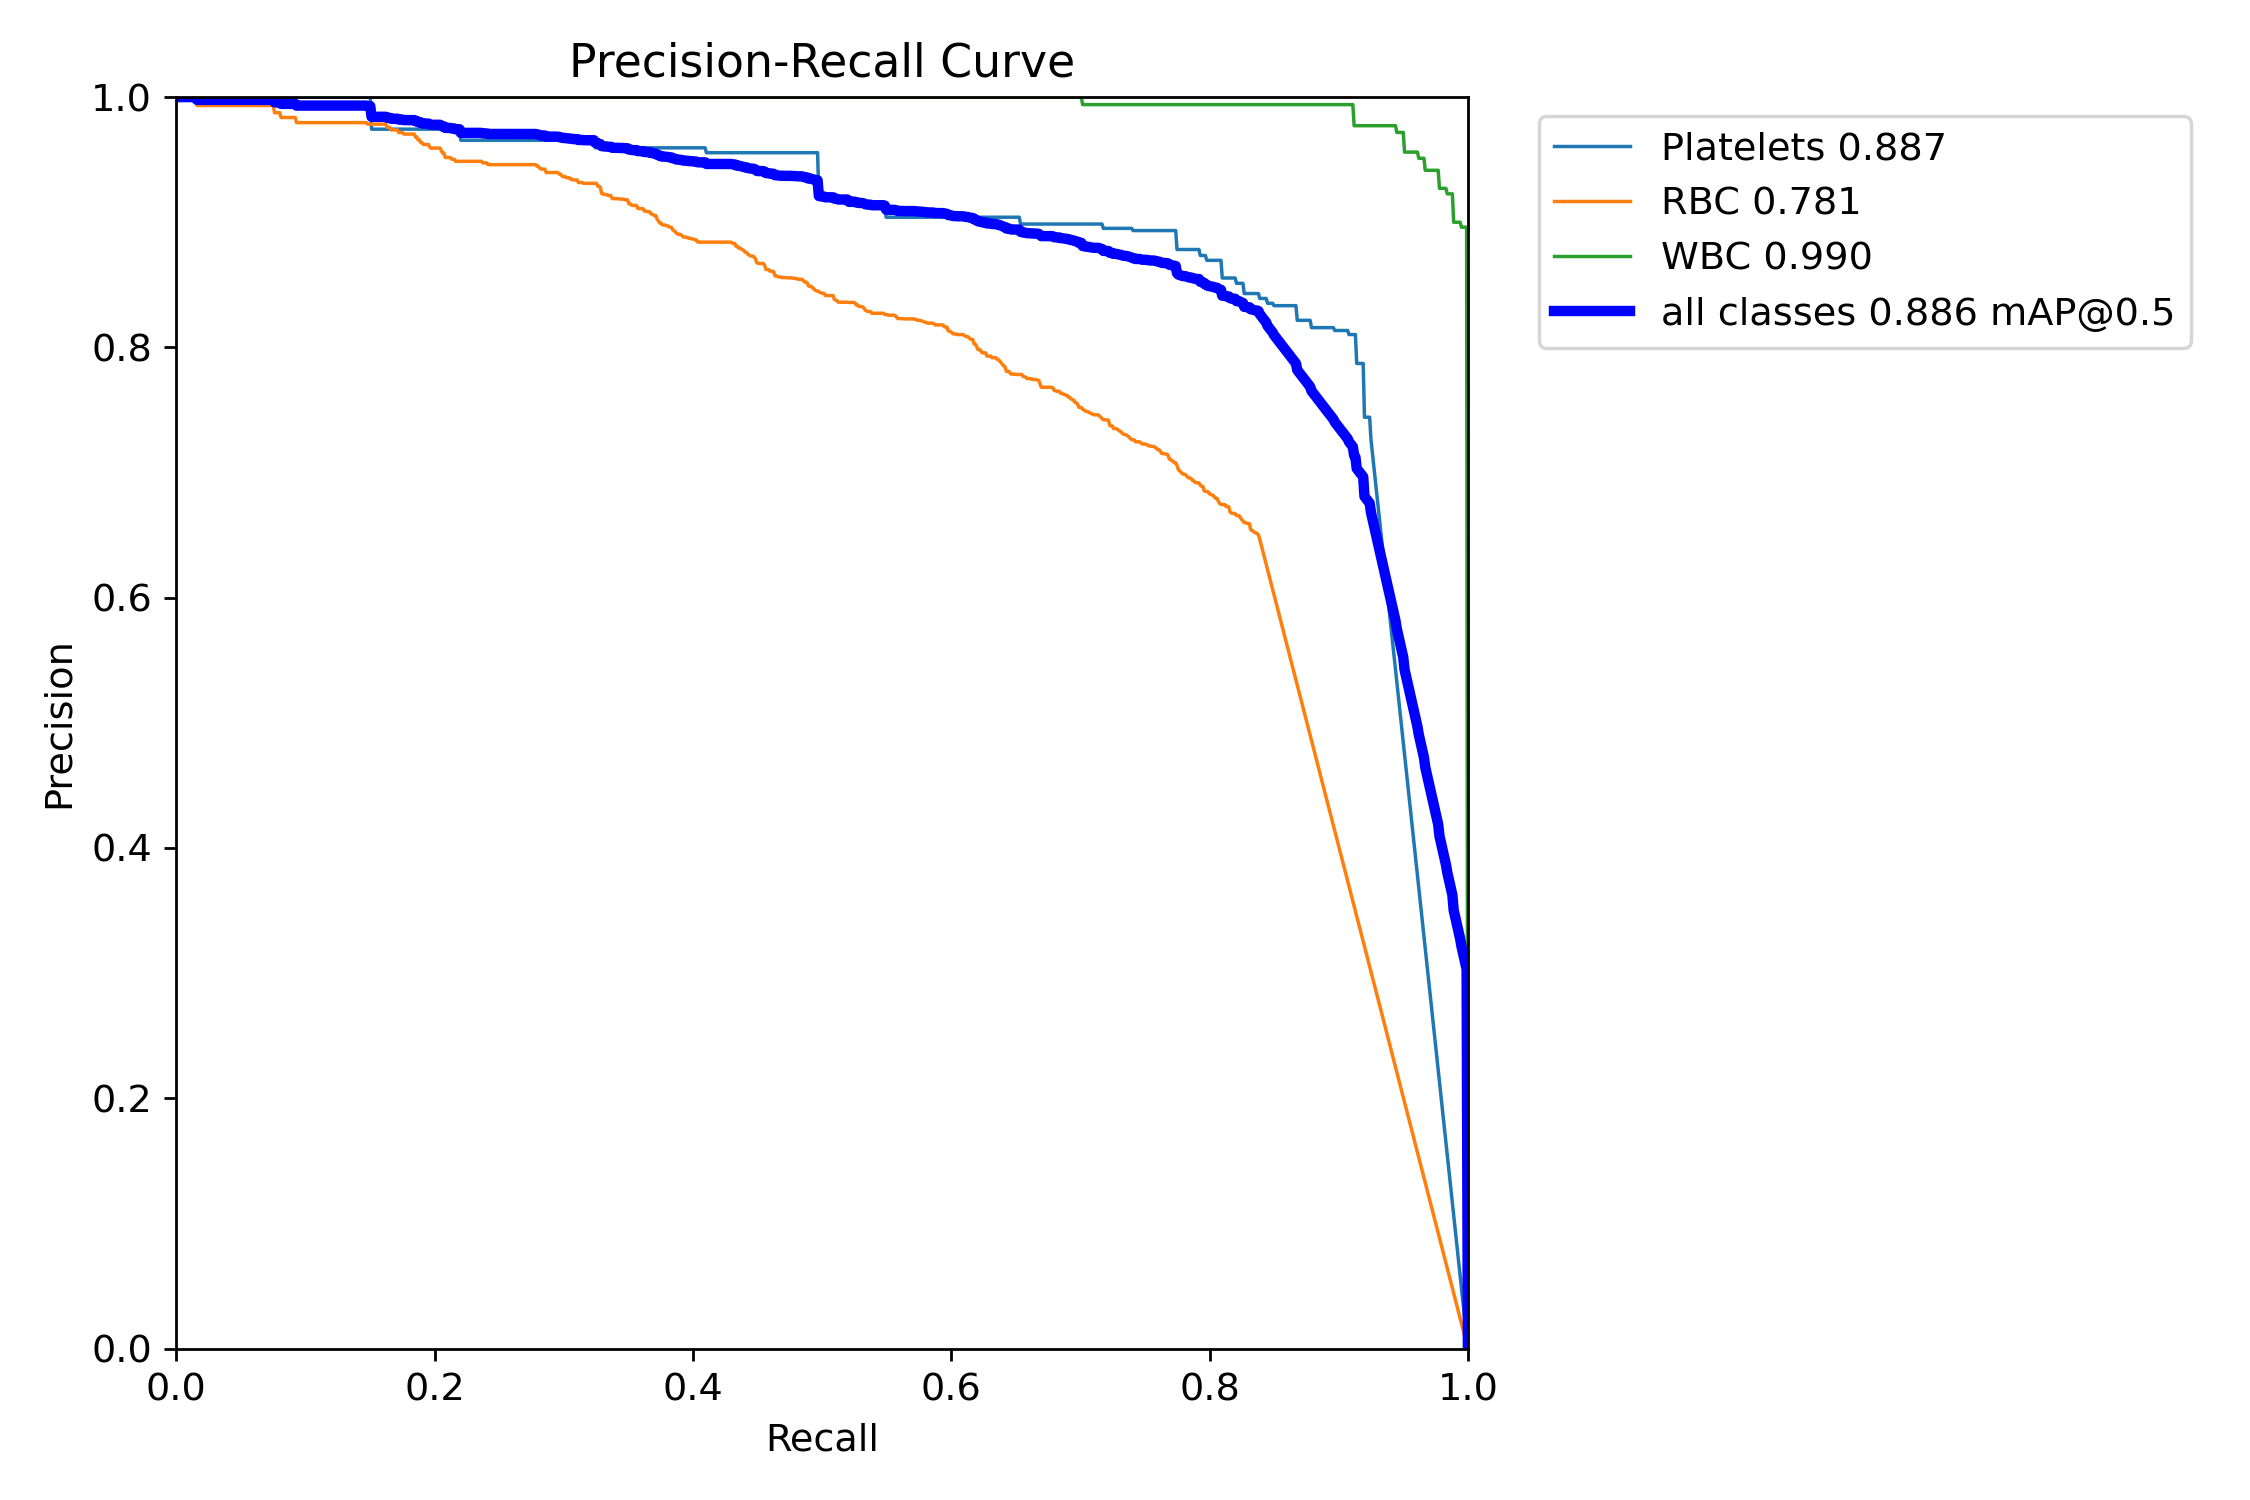 Precision-Recall Curve
1.0
0.8
0.6
0.4
0.2
0.0
Precision
0.0 0.2 0.4 0.6 0.8 1.0
Recall
Platelets 0.887
RBC 0.781
WBC 0.990
all classes 0.886 mAP@0.5